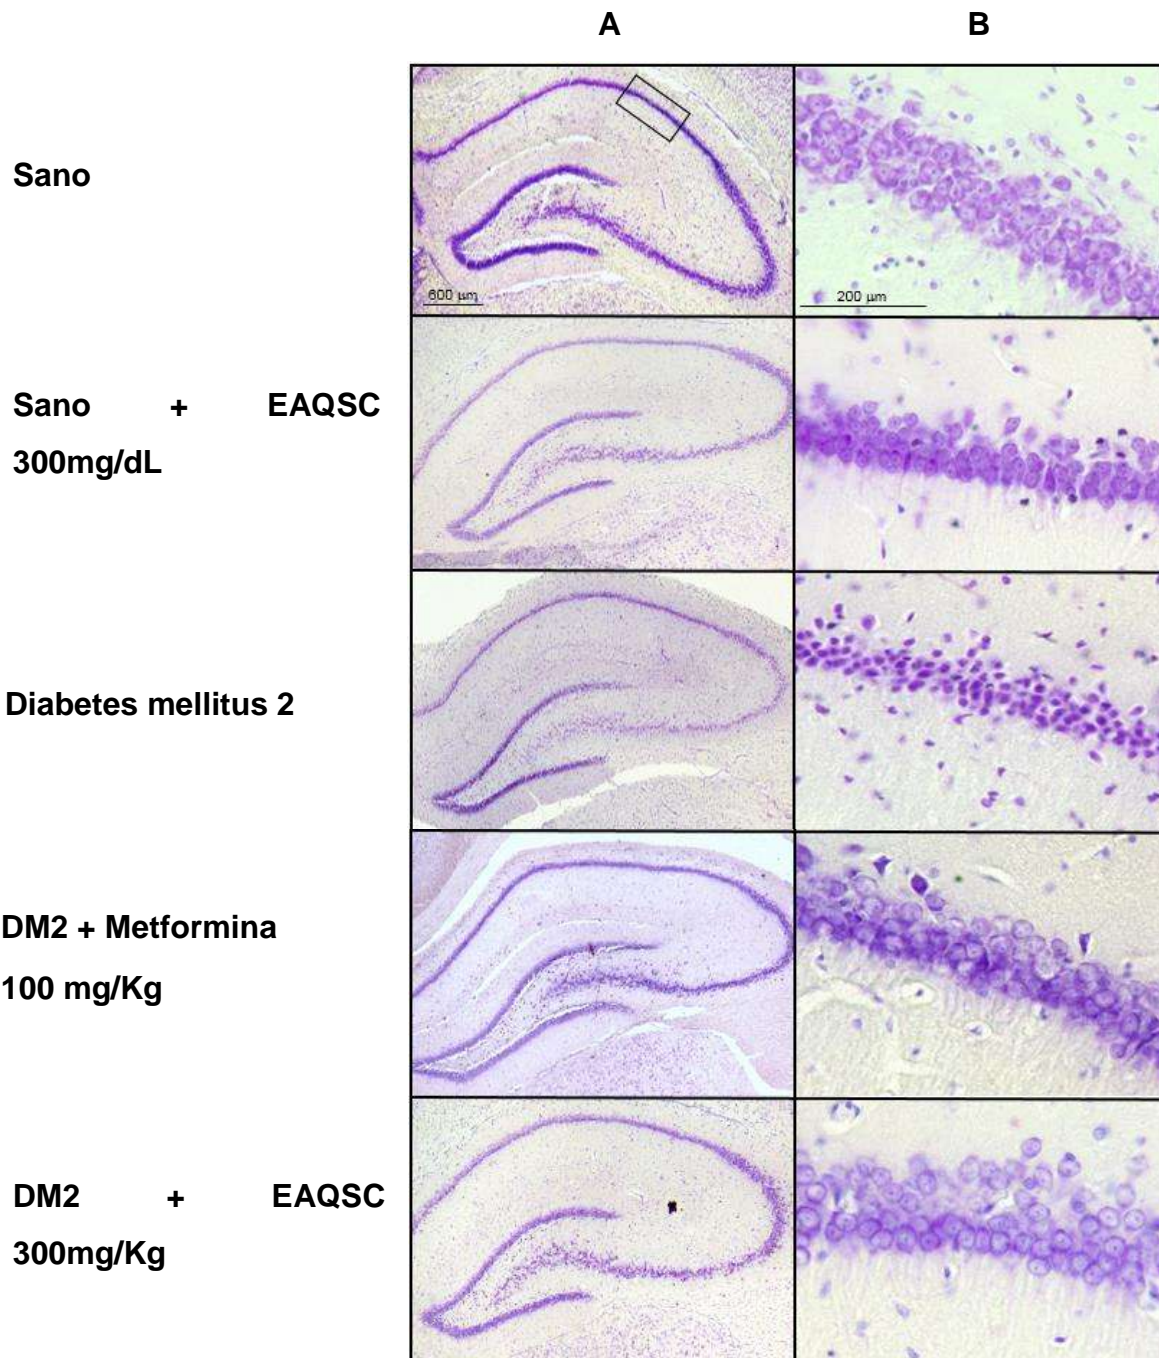 A B
Sano
600 µm
200 µm
Sano + EAQSC
300mg/dL
Diabetes mellitus 2
DM2 + Metformina
100 mg/Kg
DM2 + EAQSC
300mg/Kg